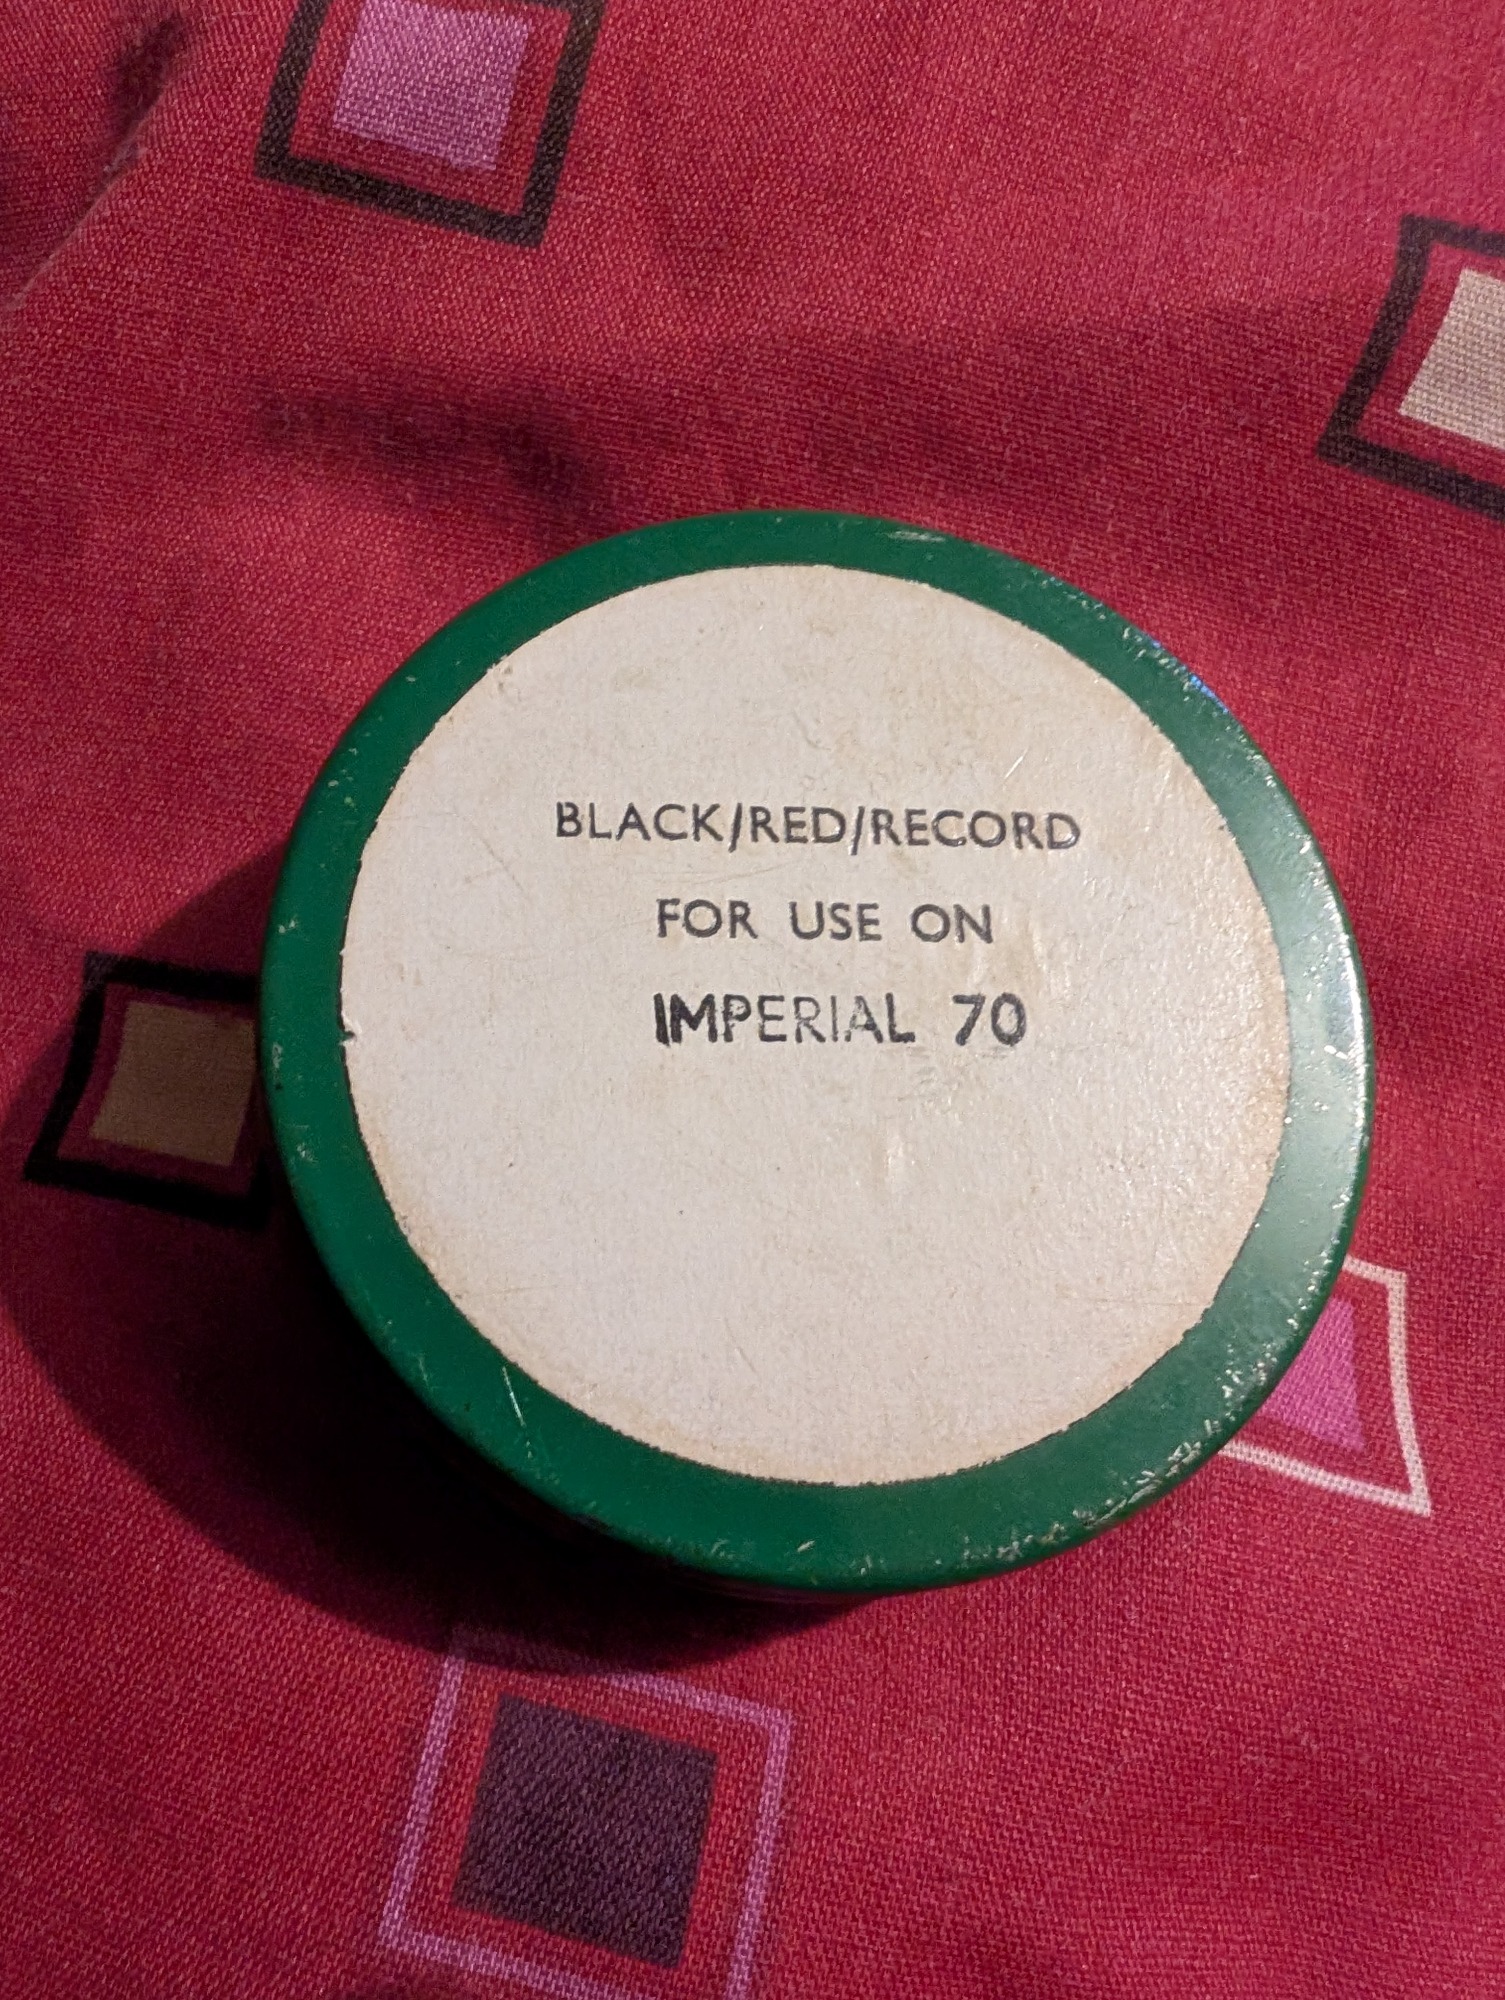 BLACK/RED/RECORD
FOR USE ON
IMPERIAL 70